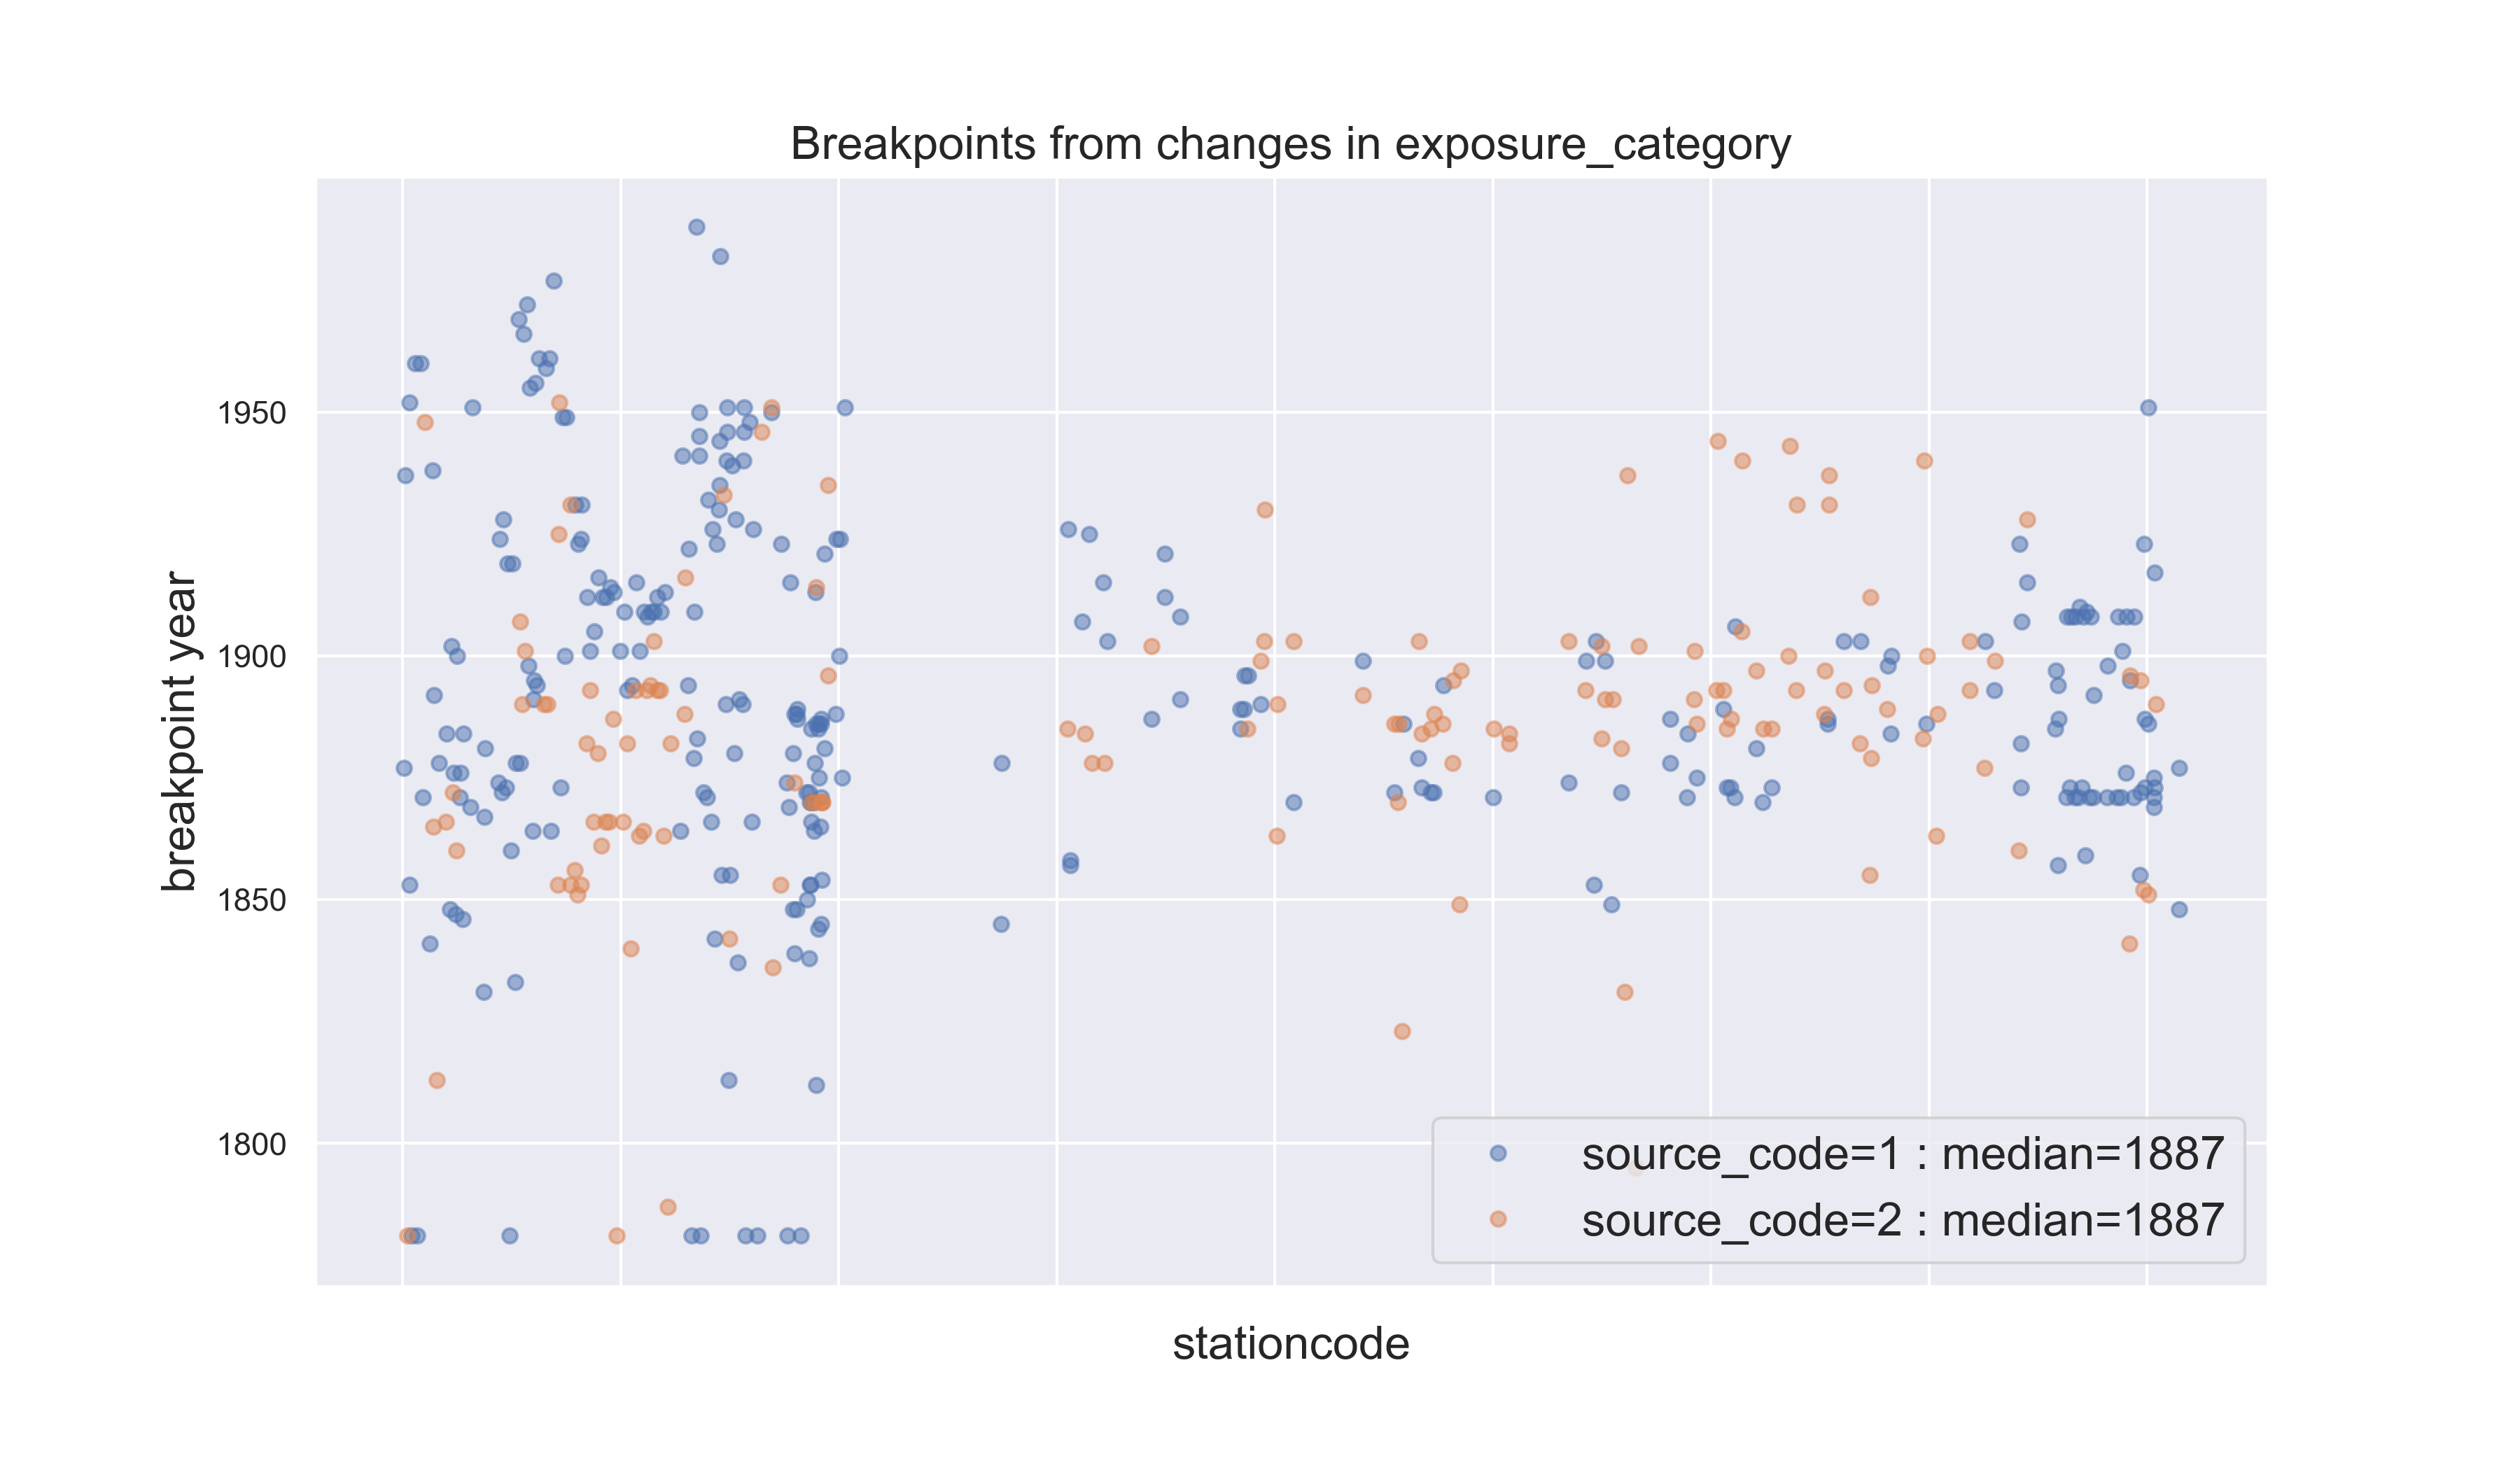 Breakpoints from changes in exposure_category
breakpoint year
1950
1900
1850
1800
source_code=1 : median=1887
source_code=2 : median=1887
stationcode